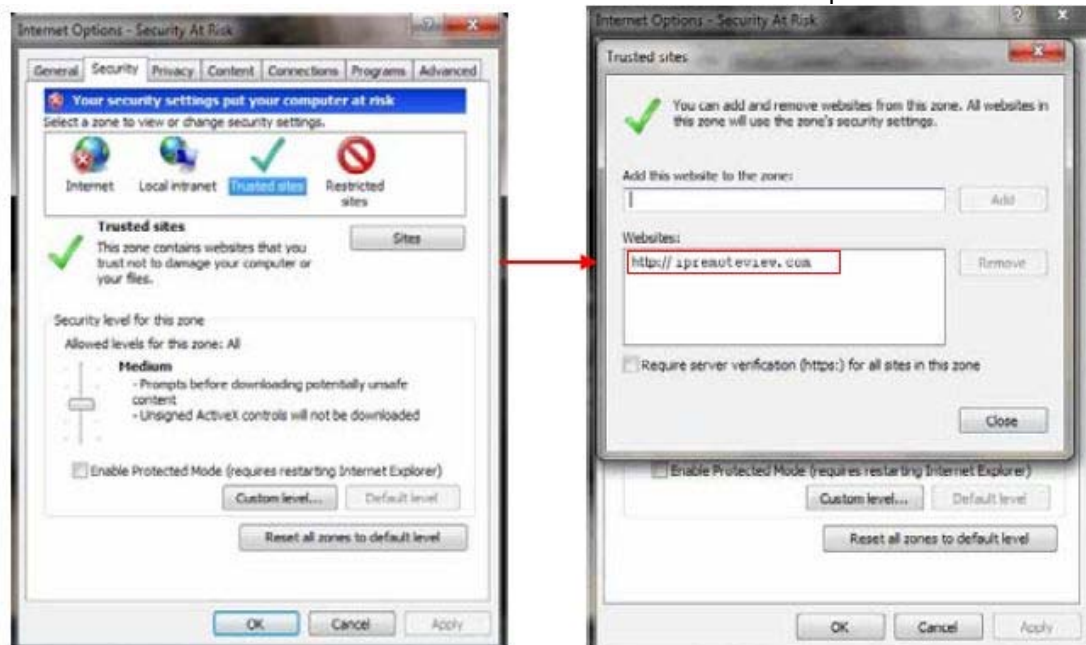 Internet Options - Security At Risk
General Security Privacy Content Connections Programs Advanced
Your security settings put your computer at risk
Select a zone to view or change security settings.
Internet Local intranet Trusted sites Restricted
sites
Trusted sites
This zone contains websites that you
trust not to damage your computer or
your files.
Sites
Security level for this zone
Allowed levels for this zone: All
Medium
- Prompts before downloading potentially unsafe
content
- Unsigned ActiveX controls will not be downloaded
Enable Protected Mode (requires restarting Internet Explorer)
Custom level... Default level
Reset all zones to default level
OK Cancel Apply
Internet Options - Security At Risk
Trusted sites
You can add and remove websites from this zone. All websites in
this zone will use the zone's security settings.
Add this website to the zone:
Add
Websites:
http://ipremoteview.com
Remove
Require server verification (https:) for all sites in this zone
Close
Enable Protected Mode (requires restarting Internet Explorer)
Custom level... Default level
Reset all zones to default level
OK Cancel Apply